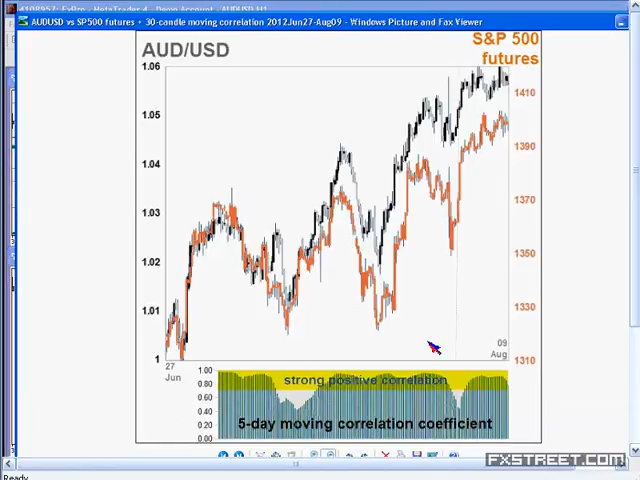 AUDUSD vs SP500 futures + 30-candle moving correlation 2012Jun27-Aug09 - Windows Picture and Fax Viewer
AUD/USD
S&P 500
futures
1.06
1.05
1.04
1.03
1.02
1.01
1
1410
1390
1370
1350
1330
1310
27
Jun
09
Aug
1.00
0.80
0.60
0.40
0.20
0.00
strong positive correlation
5-day moving correlation coefficient
FXSTREET.COM